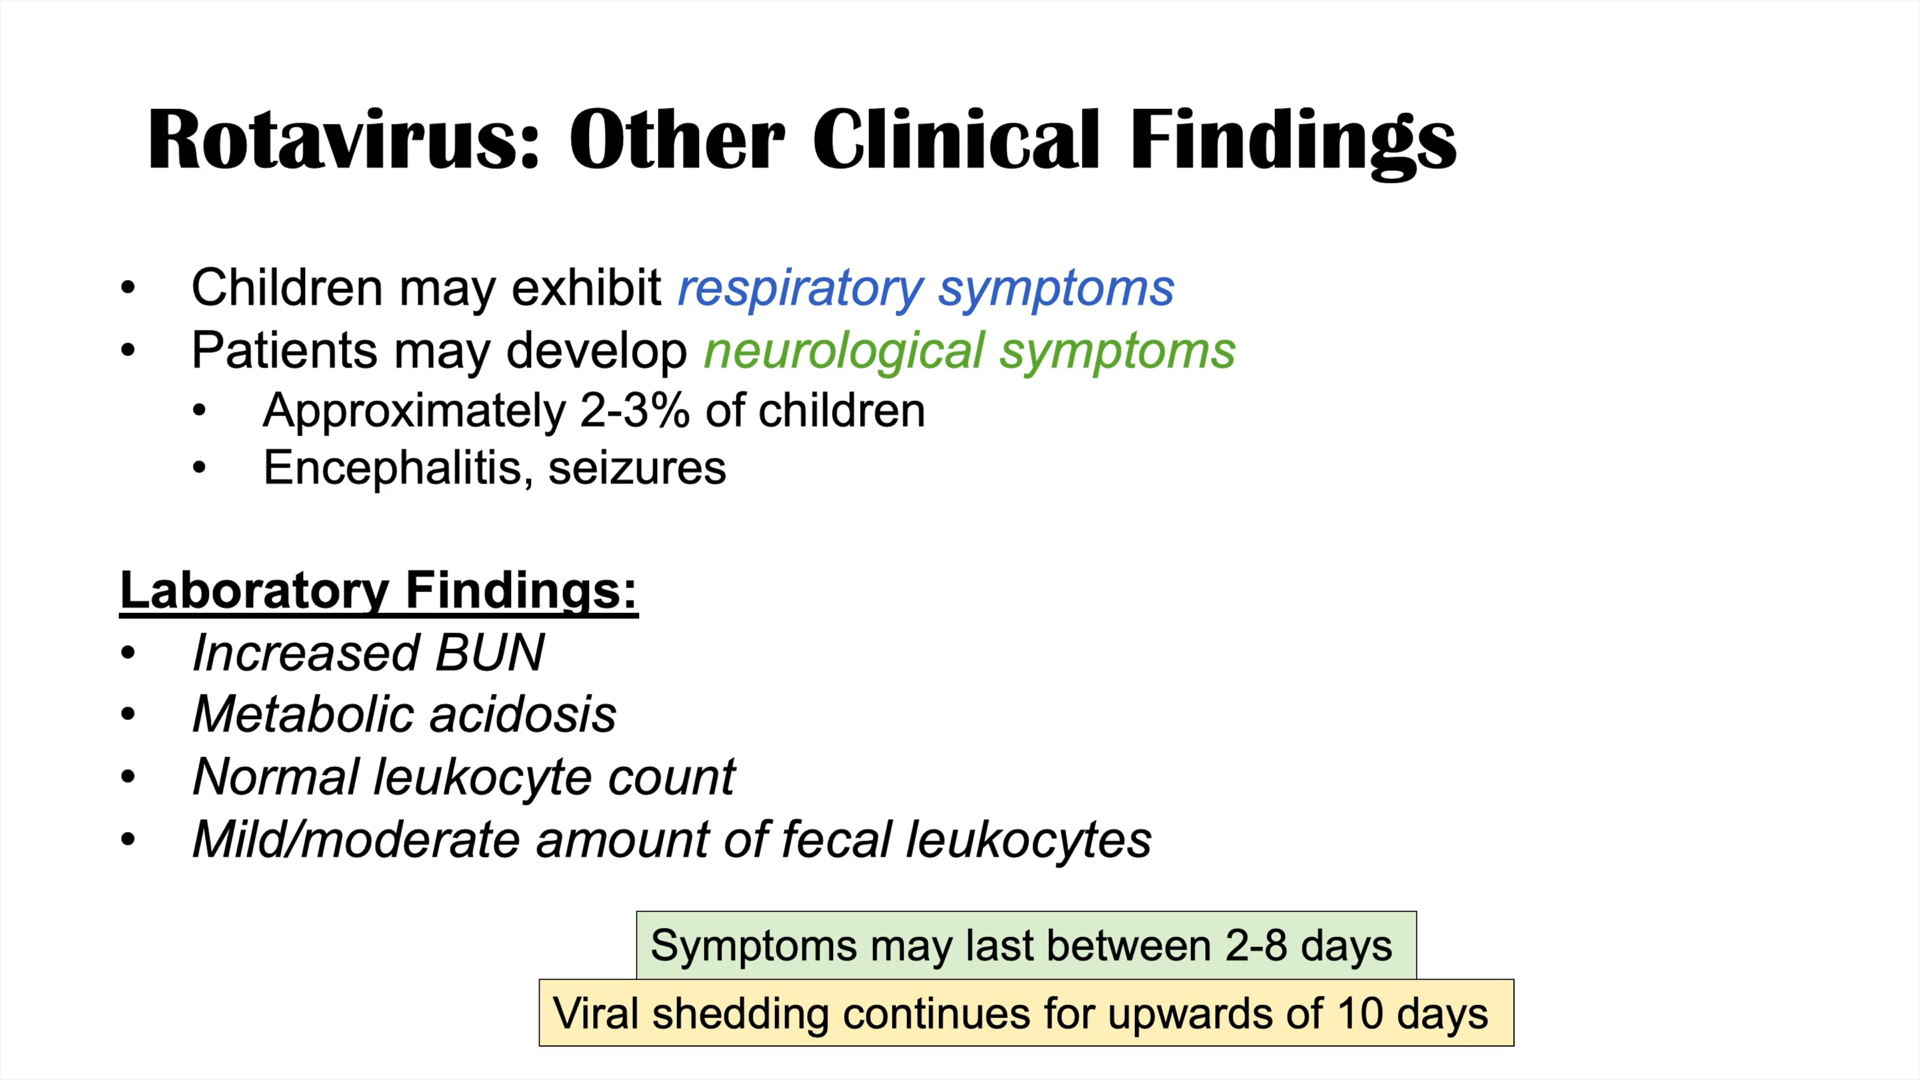 Rotavirus: Other Clinical Findings
• Children may exhibit respiratory symptoms
• Patients may develop neurological symptoms
• Approximately 2-3% of children
• Encephalitis, seizures
Laboratory Findings:
• Increased BUN
• Metabolic acidosis
• Normal leukocyte count
• Mild/moderate amount of fecal leukocytes
Symptoms may last between 2-8 days
Viral shedding continues for upwards of 10 days